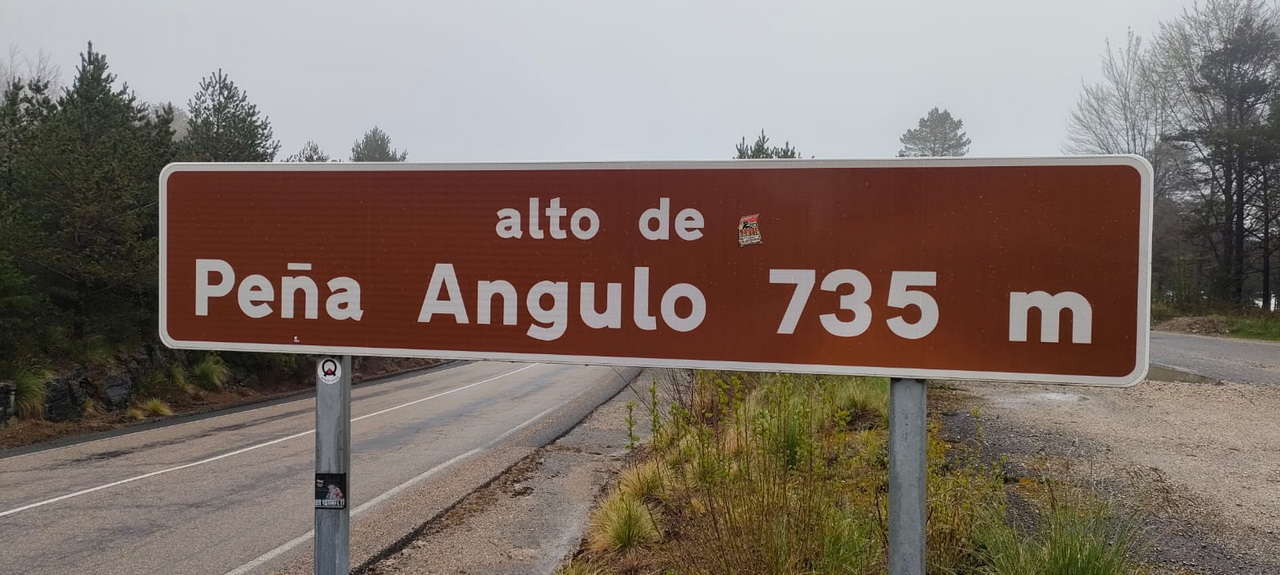 alto de
Peña Angulo 735 m